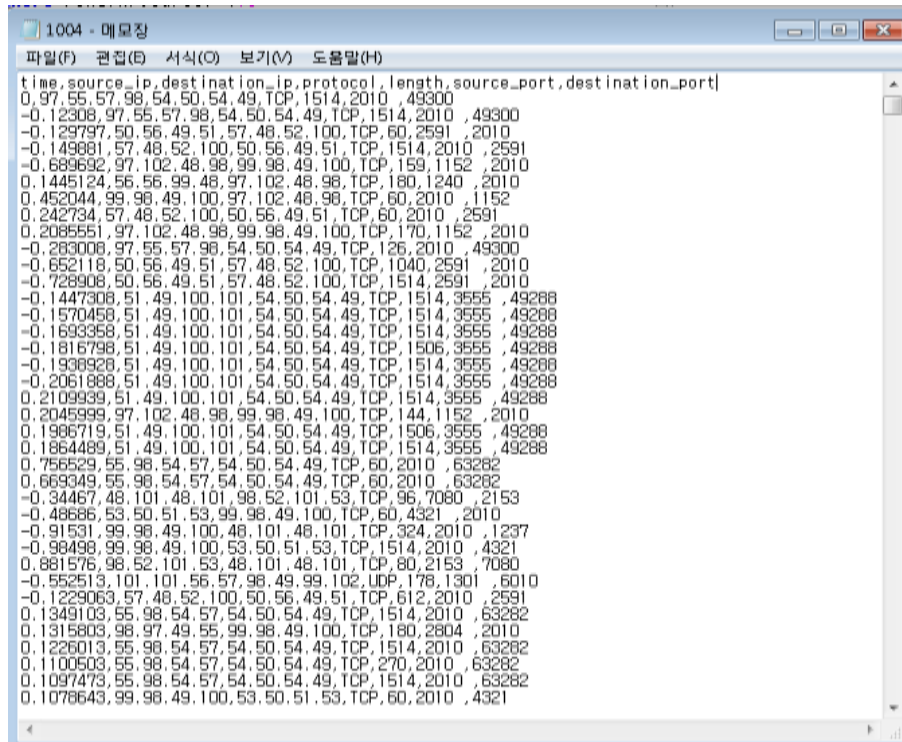 1004 - 메모장
파일(F) 편집(E) 서식(O) 보기(V) 도움말(H)
time,source_ip,destination_ip,protocol,length,source_port,destination_port
0,97.55.57.98,54.50.54.49,TCP,1514,2010 ,49300
-0.12308,97.55.57.98,54.50.54.49,TCP,1514,2010 ,49300
-0.129797,50.56.49.51,57.48.52.100,TCP,60,2591 ,2010
-0.149881,57.48.52.100,50.56.49.51,TCP,1514,2010 ,2591
-0.689692,97.102.48.98,99.98.49.100,TCP,159,1152 ,2010
0.1445124,56.56.99.48,97.102.48.98,TCP,180,1240 ,2010
0.452044,99.98.49.100,97.102.48.98,TCP,60,2010 ,1152
0.242734,57.48.52.100,50.56.49.51,TCP,60,2010 ,2591
0.2085551,97.102.48.98,99.98.49.100,TCP,170,1152 ,2010
-0.283008,97.55.57.98,54.50.54.49,TCP,126,2010 ,49300
-0.652118,50.56.49.51,57.48.52.100,TCP,1040,2591 ,2010
-0.728908,50.56.49.51,57.48.52.100,TCP,1514,2591 ,2010
-0.1447308,51.49.100.101,54.50.54.49,TCP,1514,3555 ,49288
-0.1570458,51.49.100.101,54.50.54.49,TCP,1514,3555 ,49288
-0.1693358,51.49.100.101,54.50.54.49,TCP,1514,3555 ,49288
-0.1816798,51.49.100.101,54.50.54.49,TCP,1506,3555 ,49288
-0.1938928,51.49.100.101,54.50.54.49,TCP,1514,3555 ,49288
-0.2061888,51.49.100.101,54.50.54.49,TCP,1514,3555 ,49288
0.2109939,51.49.100.101,54.50.54.49,TCP,1514,3555 ,49288
0.2045999,97.102.48.98,99.98.49.100,TCP,144,1152 ,2010
0.1986719,51.49.100.101,54.50.54.49,TCP,1506,3555 ,49288
0.1864489,51.49.100.101,54.50.54.49,TCP,1514,3555 ,49288
0.756529,55.98.54.57,54.50.54.49,TCP,60,2010 ,63282
0.669349,55.98.54.57,54.50.54.49,TCP,60,2010 ,63282
-0.34467,48.101.48.101,98.52.101.53,TCP,96,7080 ,2153
-0.48686,53.50.51.53,99.98.49.100,TCP,60,4321 ,2010
-0.91531,99.98.49.100,48.101.48.101,TCP,324,2010 ,1237
-0.98498,99.98.49.100,53.50.51.53,TCP,1514,2010 ,4321
0.881576,98.52.101.53,48.101.48.101,TCP,80,2153 ,7080
-0.552513,101.101.56.57,98.49.99.102,UDP,178,1301 ,6010
-0.1229063,57.48.52.100,50.56.49.51,TCP,612,2010 ,2591
0.1349103,55.98.54.57,54.50.54.49,TCP,1514,2010 ,63282
0.1315803,98.97.49.55,99.98.49.100,TCP,180,2804 ,2010
0.1226013,55.98.54.57,54.50.54.49,TCP,1514,2010 ,63282
0.1100503,55.98.54.57,54.50.54.49,TCP,270,2010 ,63282
0.1097473,55.98.54.57,54.50.54.49,TCP,1514,2010 ,63282
0.1078643,99.98.49.100,53.50.51.53,TCP,60,2010 ,4321